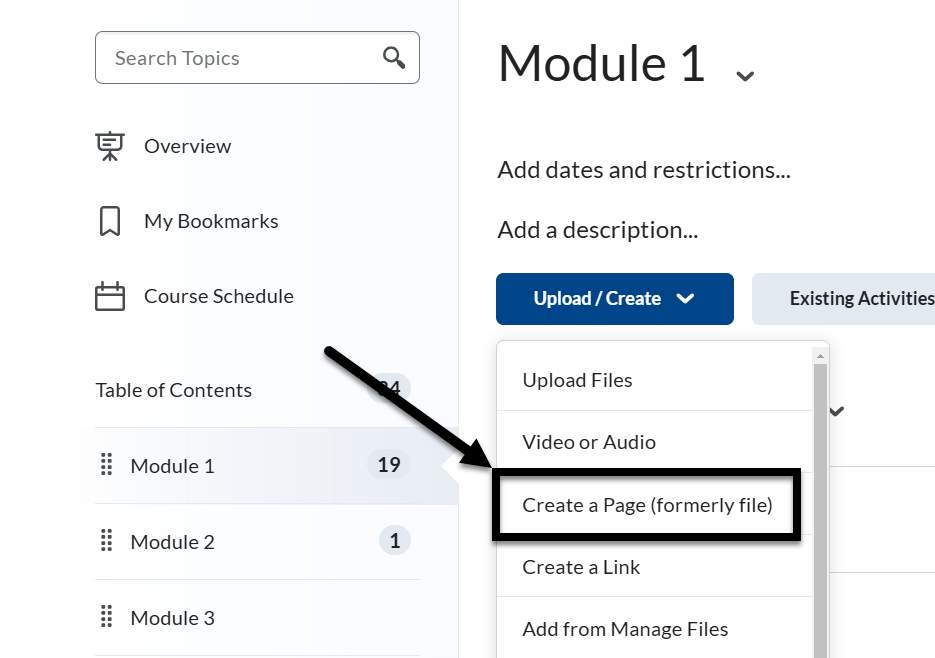 Search Topics
Overview
My Bookmarks
Course Schedule
Table of Contents
Module 1 19
Module 2 1
Module 3
Module 1
Add dates and restrictions...
Add a description...
Upload / Create
Existing Activities
Upload Files
Video or Audio
Create a Page (formerly file)
Create a Link
Add from Manage Files